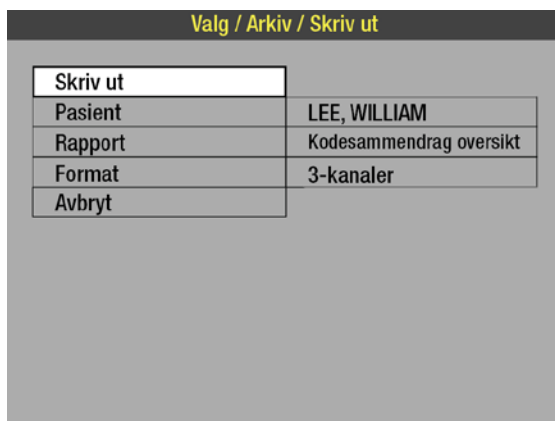 Valg / Arkiv / Skriv ut
Skriv ut
Pasient LEE, WILLIAM
Rapport Kodesammendrag oversikt
Format 3-kanaler
Avbryt